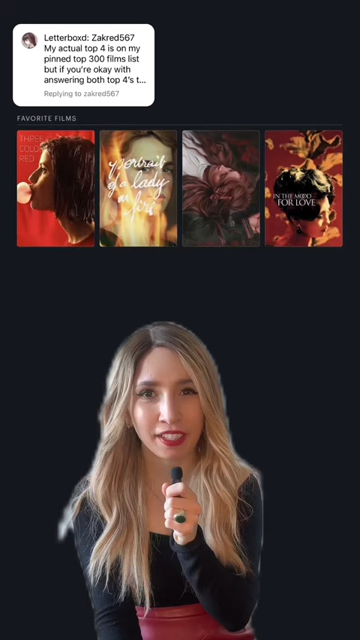 Letterboxd: Zakred567
My actual top 4 is on my
pinned top 300 films list
but if you're okay with
answering both top 4's t...
Replying to zakred567
FAVORITE FILMS
THREE
COLO
RED
portrait
of a lady
on fire
IN THE MOOD
FOR LOVE